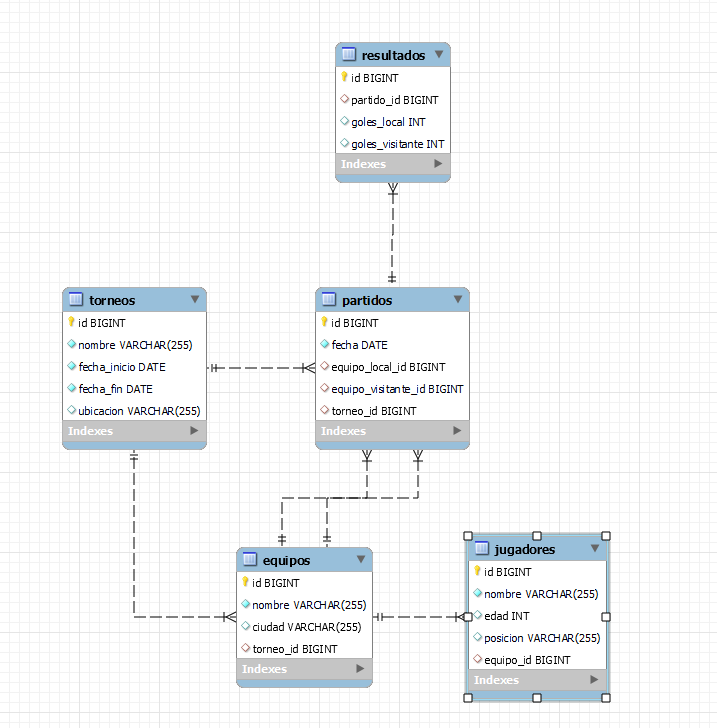 resultados
id BIGINT
partido_id BIGINT
goles_local INT
goles_visitante INT
Indexes
torneos
id BIGINT
nombre VARCHAR(255)
fecha_inicio DATE
fecha_fin DATE
ubicacion VARCHAR(255)
Indexes
partidos
id BIGINT
fecha DATE
equipo_local_id BIGINT
equipo_visitante_id BIGINT
torneo_id BIGINT
Indexes
equipos
id BIGINT
nombre VARCHAR(255)
ciudad VARCHAR(255)
torneo_id BIGINT
Indexes
jugadores
id BIGINT
nombre VARCHAR(255)
edad INT
posicion VARCHAR(255)
equipo_id BIGINT
Indexes